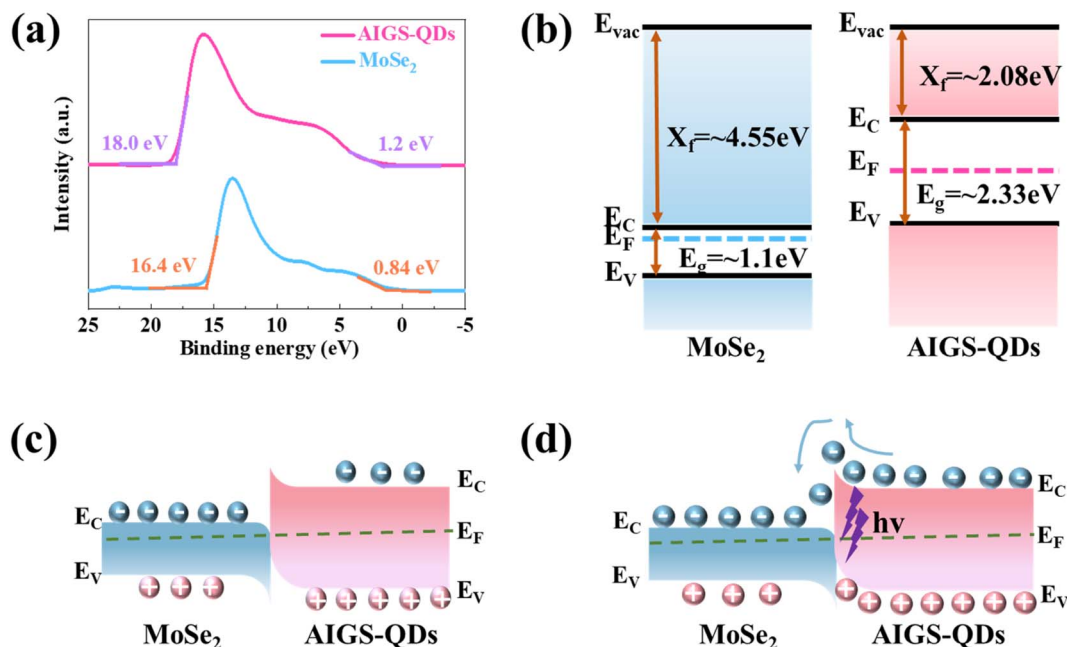 (a)
AIGS-QDs
MoSe₂
18.0 eV
1.2 eV
16.4 eV
0.84 eV
Intensity (a.u.)
25 20 15 10 5 0 -5
Binding energy (eV)
(b)
Evac
Xf=~4.55eV
EC
EF
Eg=~1.1eV
EV
MoSe₂
Evac
Xf=~2.08eV
EC
EF
Eg=~2.33eV
EV
AIGS-QDs
(c)
EC
EV
EC
EF
EV
MoSe₂
AIGS-QDs
(d)
EC
EV
hv
EC
EF
EV
MoSe₂
AIGS-QDs